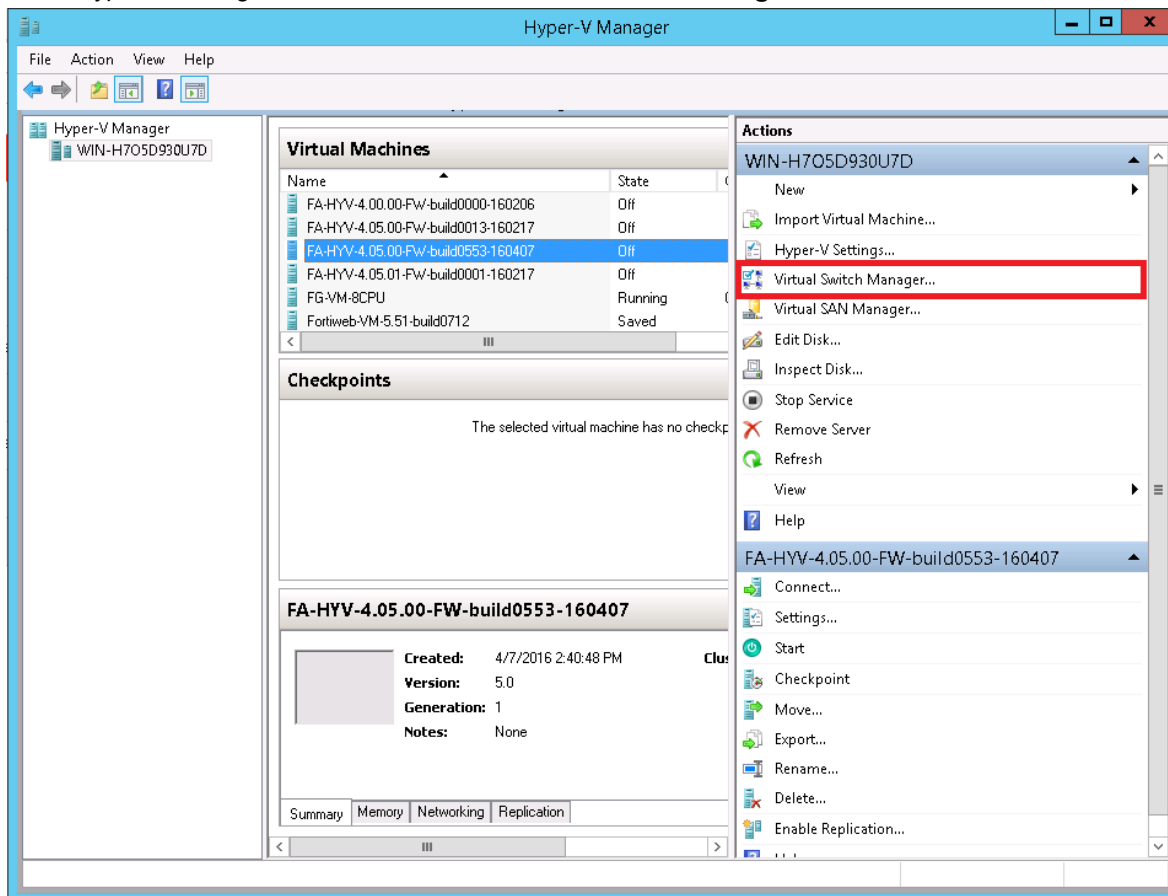 Hyper-V Manager
File Action View Help
Hyper-V Manager
WIN-H7O5D930U7D
Virtual Machines
Name State
FA-HYV-4.00.00-FW-build0000-160206 Off
FA-HYV-4.05.00-FW-build0013-160217 Off
FA-HYV-4.05.00-FW-build0553-160407 Off
FA-HYV-4.05.01-FW-build0001-160217 Off
FG-VM-8CPU Running
Fortiweb-VM-5.51-build0712 Saved
Checkpoints
The selected virtual machine has no checkp
FA-HYV-4.05.00-FW-build0553-160407
Created: 4/7/2016 2:40:48 PM Clus
Version: 5.0
Generation: 1
Notes: None
Summary Memory Networking Replication
Actions
WIN-H7O5D930U7D
New
Import Virtual Machine...
Hyper-V Settings...
Virtual Switch Manager...
Virtual SAN Manager...
Edit Disk...
Inspect Disk...
Stop Service
Remove Server
Refresh
View
Help
FA-HYV-4.05.00-FW-build0553-160407
Connect...
Settings...
Start
Checkpoint
Move...
Export...
Rename...
Delete...
Enable Replication...